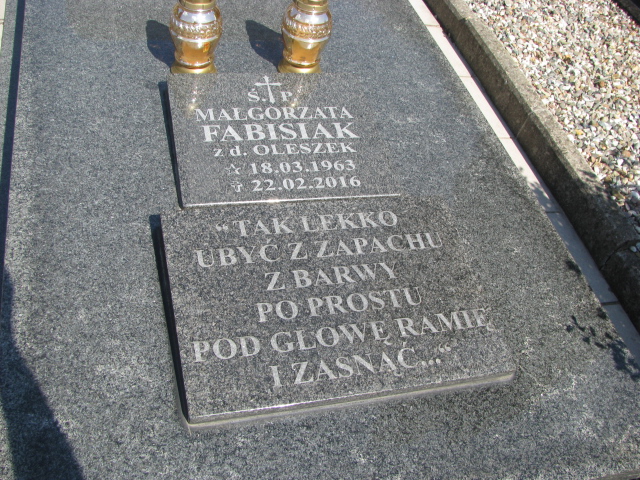 Ś. P.
MAŁGORZATA
FABISIAK
z d. OLESZEK
☆ 18.03.1963
✞ 22.02.2016
“TAK LEKKO
UBYĆ Z ZAPACHU
Z BARWY
PO PROSTU
POD GŁOWĘ RAMIĘ
I ZASNĄĆ...“